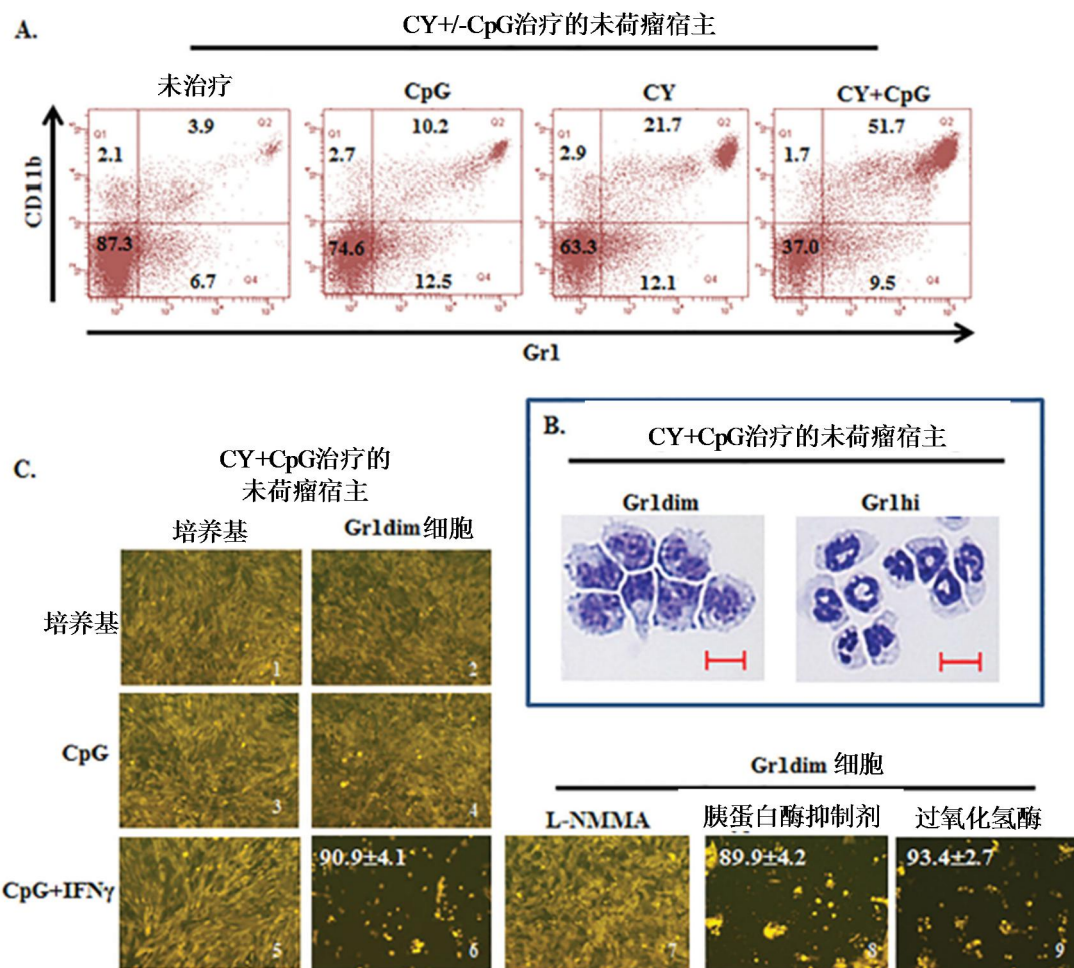 A.
CY+/-CpG治疗的未荷瘤宿主
未治疗
CpG
CY
CY+CpG
Q1
3.9
Q2
2.1
87.3
6.7
Q4
10.2
2.7
74.6
12.5
Q4
21.7
2.9
63.3
12.1
Q4
Q1
51.7
Q2
1.7
37.0
9.5
Q4
CD11b
Gr1
B.
CY+CpG治疗的未荷瘤宿主
Gr1dim
Gr1hi
C.
CY+CpG治疗的
未荷瘤宿主
培养基
Gr1dim 细胞
培养基
1
2
CpG
3
4
Gr1dim 细胞
L-NMMA
胰蛋白酶抑制剂
过氧化氢酶
CpG+IFNγ
5
90.9±4.1
6
7
89.9±4.2
8
93.4±2.7
9